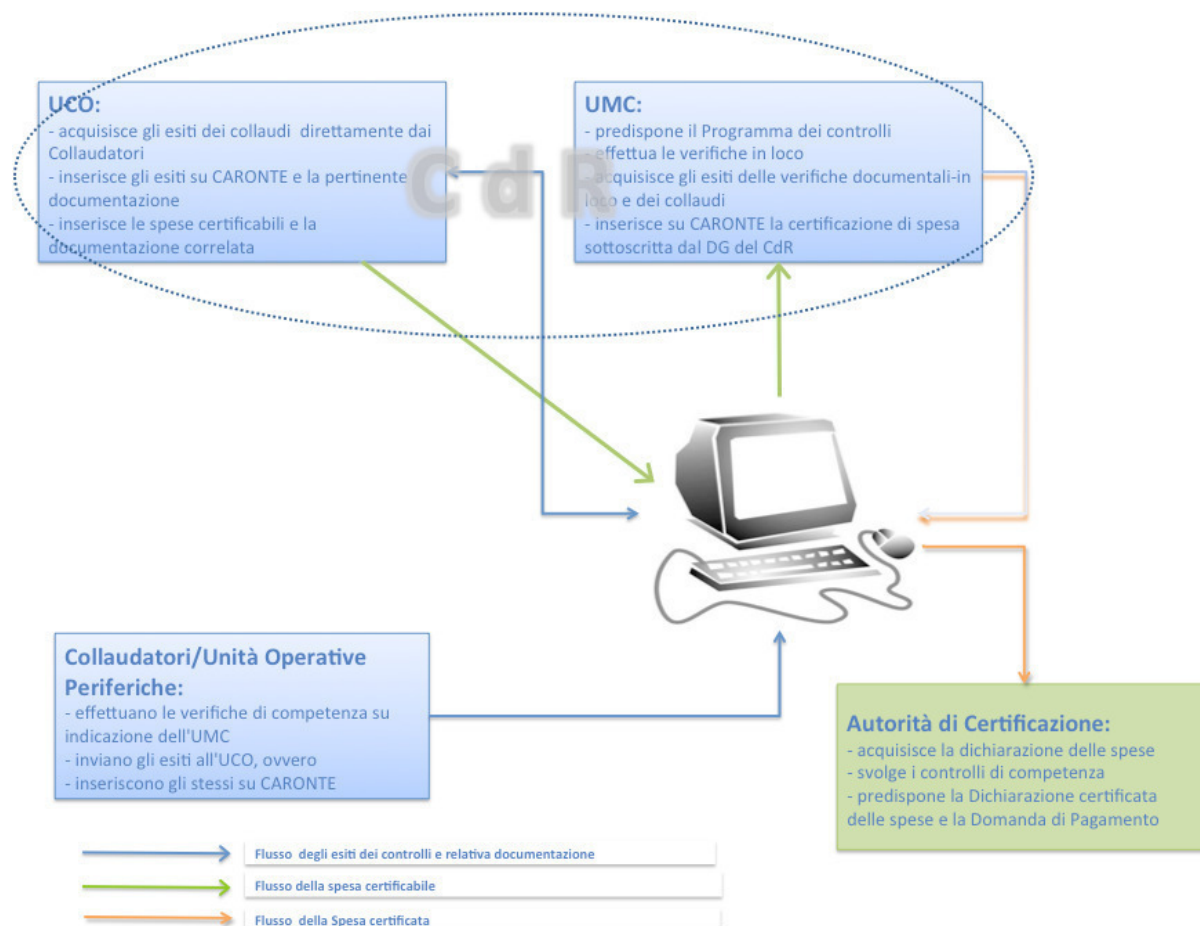 UCO:
- acquisisce gli esiti dei collaudi  direttamente dai
Collaudatori
- inserisce gli esiti su CARONTE e la pertinente
documentazione
- inserisce le spese certificabili e la
documentazione correlata
CdR
UMC:
- predispone il Programma dei controlli
- effettua le verifiche in loco
- acquisisce gli esiti delle verifiche documentali-in
loco e dei collaudi
- inserisce su CARONTE la certificazione di spesa
sottoscritta dal DG del CdR
Collaudatori/Unità Operative
Periferiche:
- effettuano le verifiche di competenza su
indicazione dell'UMC
- inviano gli esiti all'UCO, ovvero
- inseriscono gli stessi su CARONTE
Autorità di Certificazione:
- acquisisce la dichiarazione delle spese
- svolge i controlli di competenza
- predispone la Dichiarazione certificata
delle spese e la Domanda di Pagamento
Flusso  degli esiti dei controlli e relativa documentazione
Flusso della spesa certificabile
Flusso  della Spesa certificata